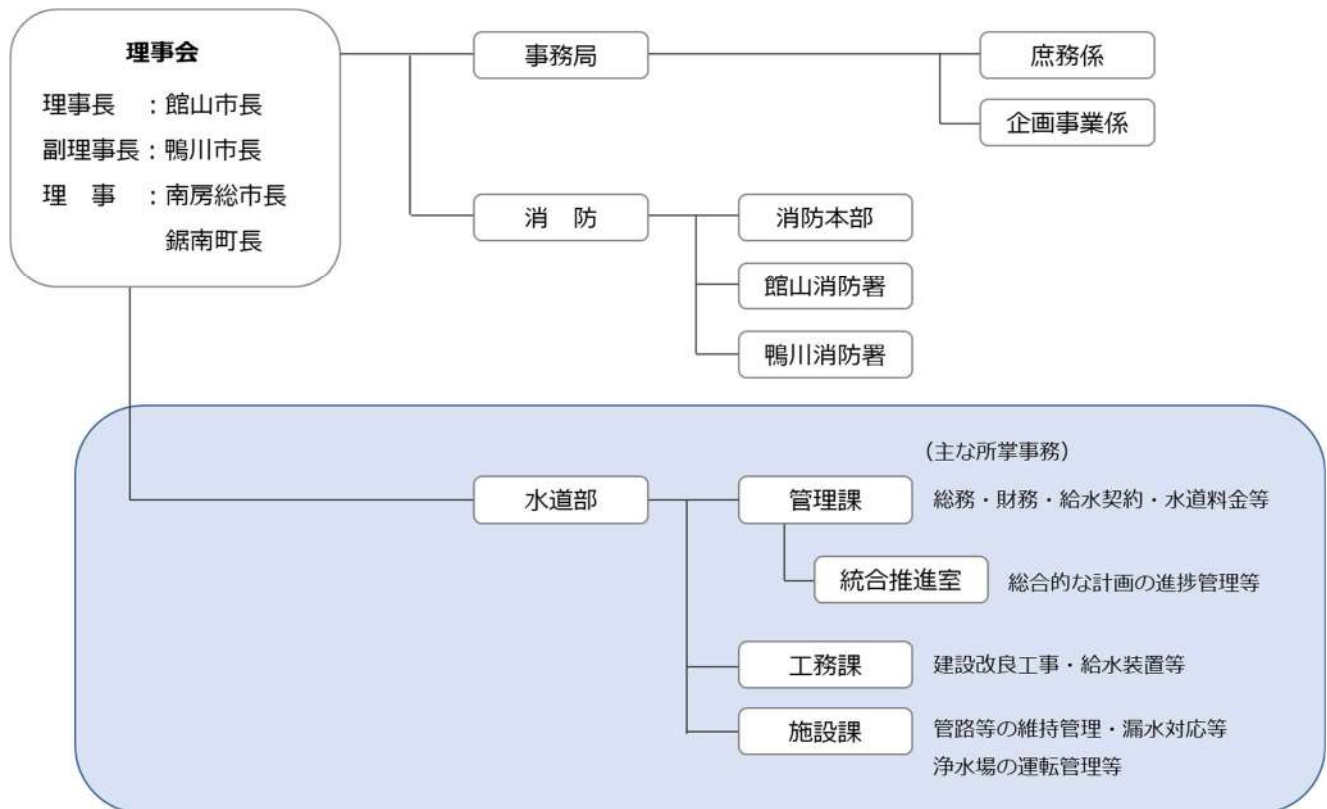 理事会
理事長 ：館山市長
副理事長：鴨川市長
理 事 ：南房総市長
鋸南町長
事務局
庶務係
企画事業係
消 防
消防本部
館山消防署
鴨川消防署
（主な所掌事務）
水道部
管理課
総務・財務・給水契約・水道料金等
統合推進室
総合的な計画の進捗管理等
工務課
建設改良工事・給水装置等
施設課
管路等の維持管理・漏水対応等
浄水場の運転管理等